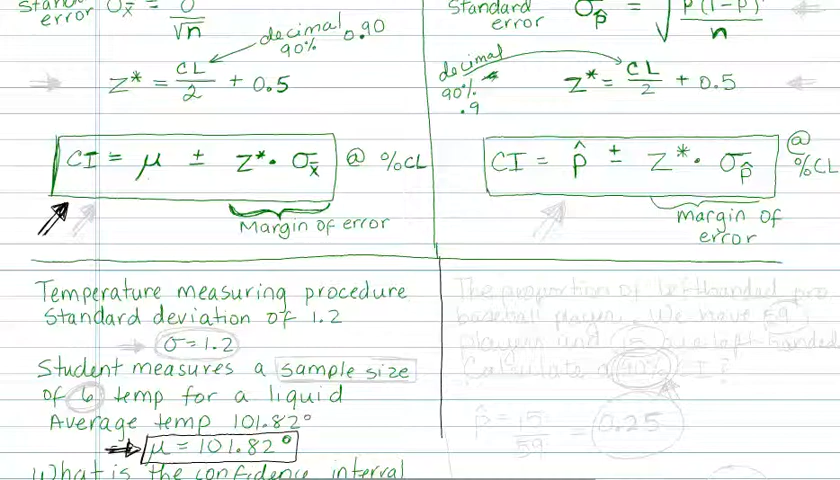 error σx̄ = σ/√n
Standard
error σp̂ = √p(1-p)/n
decimal
90% 0.90
Z* = CL/2 + 0.5
decimal
90%
.9
Z* = CL/2 + 0.5
CI = μ ± Z* · σx̄ @ %CL
Margin of error
CI = p̂ ± Z* · σp̂ @ %CL
margin of
error
Temperature measuring procedure
Standard deviation of 1.2
σ = 1.2
Student measures a sample size
of 6 temp for a liquid
Average temp 101.82°
μ = 101.82°
What is the confidence interval
The proportion of lefthanded pro
baseball player. We have 59
players and 15 are left handed
Calculate a 90% CI?
p̂ = 15/59 = 0.25